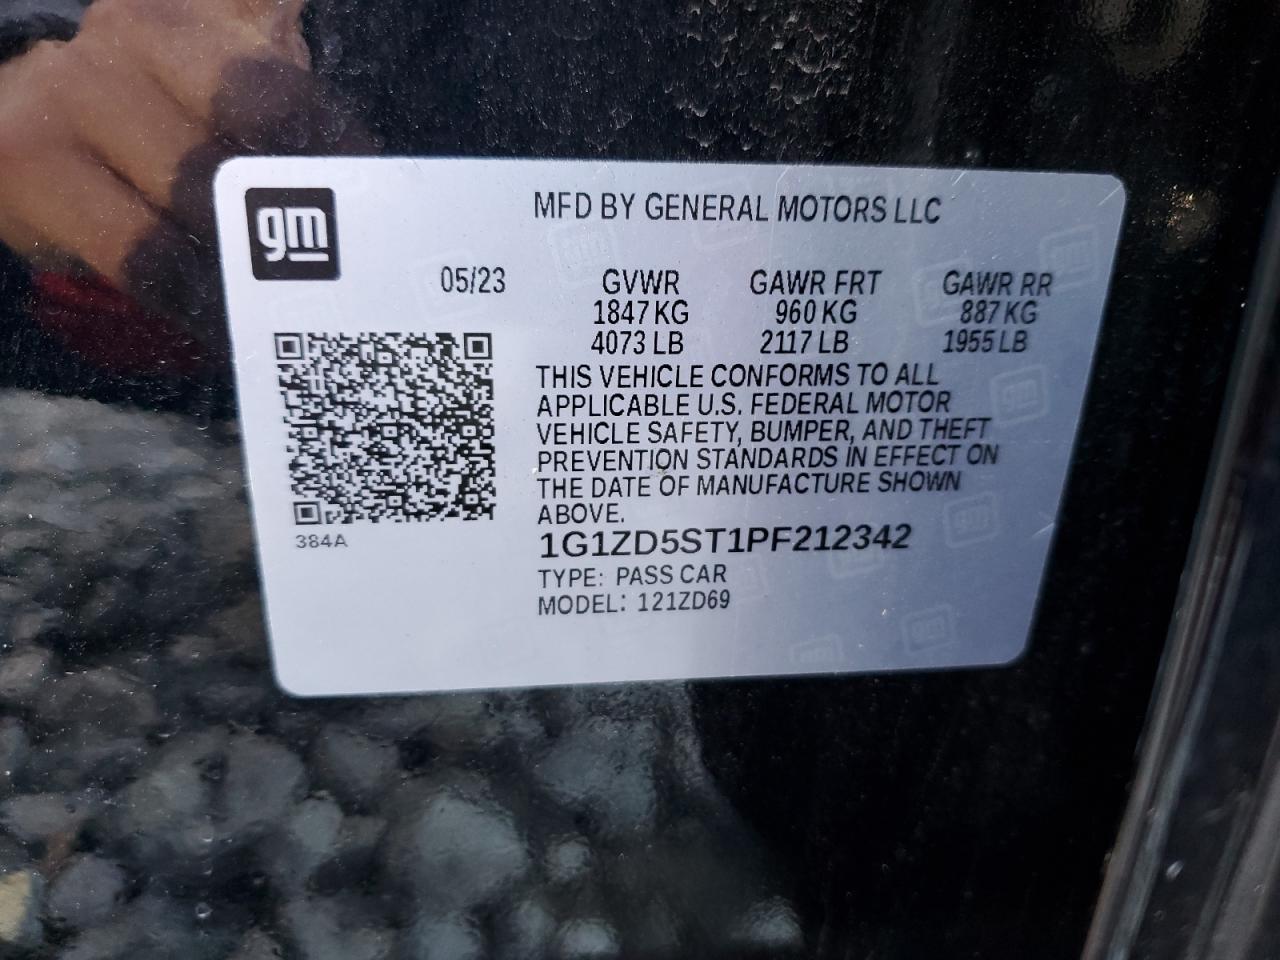 gm
MFD BY GENERAL MOTORS LLC
05/23
GVWR GAWR FRT GAWR RR
1847 KG 960 KG 887 KG
4073 LB 2117 LB 1955 LB
THIS VEHICLE CONFORMS TO ALL
APPLICABLE U.S. FEDERAL MOTOR
VEHICLE SAFETY, BUMPER, AND THEFT
PREVENTION STANDARDS IN EFFECT ON
THE DATE OF MANUFACTURE SHOWN
ABOVE.
384A
1G1ZD5ST1PF212342
TYPE: PASS CAR
MODEL: 121ZD69